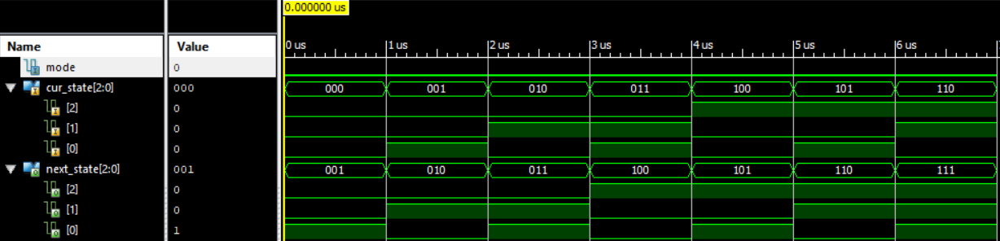 0.000000 us
Name Value
0 us 1 us 2 us 3 us 4 us 5 us 6 us
mode 0
cur_state[2:0] 000 000 001 010 011 100 101 110
[2] 0
[1] 0
[0] 0
next_state[2:0] 001 001 010 011 100 101 110 111
[2] 0
[1] 0
[0] 1